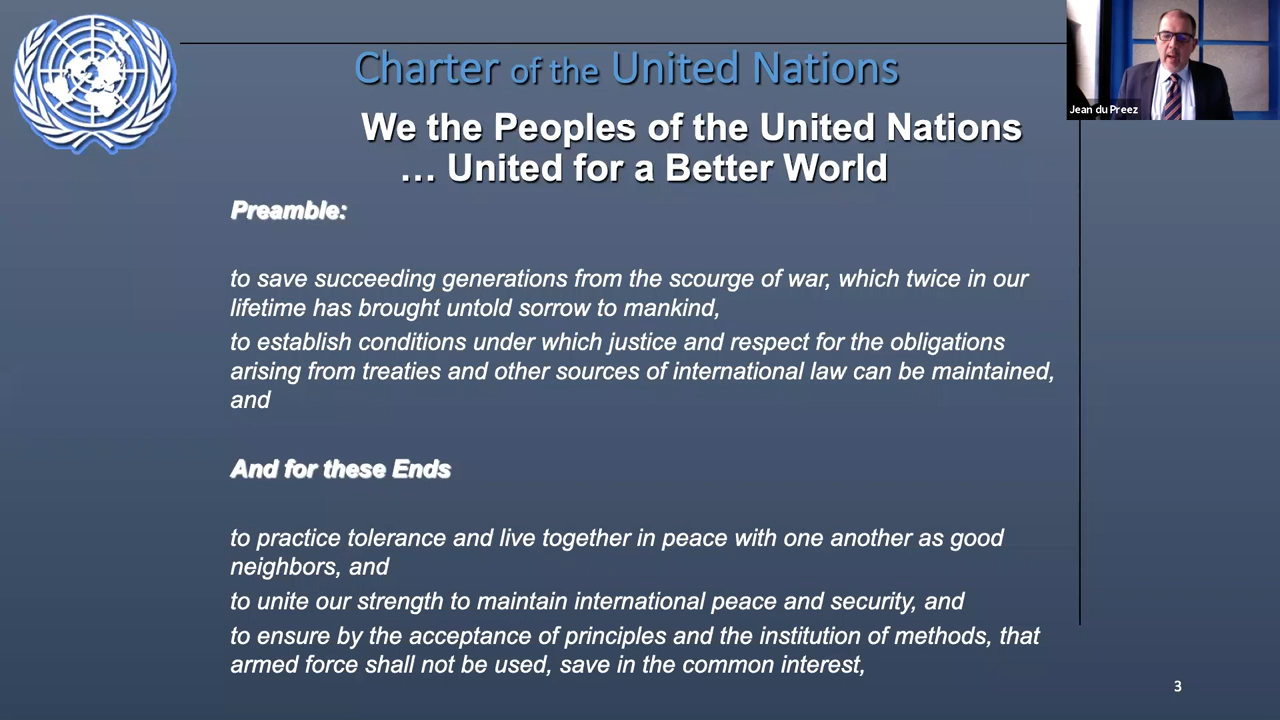 Charter of the United Nations
Jean du Preez
We the Peoples of the United Nations
… United for a Better World
Preamble:
to save succeeding generations from the scourge of war, which twice in our
lifetime has brought untold sorrow to mankind,
to establish conditions under which justice and respect for the obligations
arising from treaties and other sources of international law can be maintained,
and
And for these Ends
to practice tolerance and live together in peace with one another as good
neighbors, and
to unite our strength to maintain international peace and security, and
to ensure by the acceptance of principles and the institution of methods, that
armed force shall not be used, save in the common interest,
3